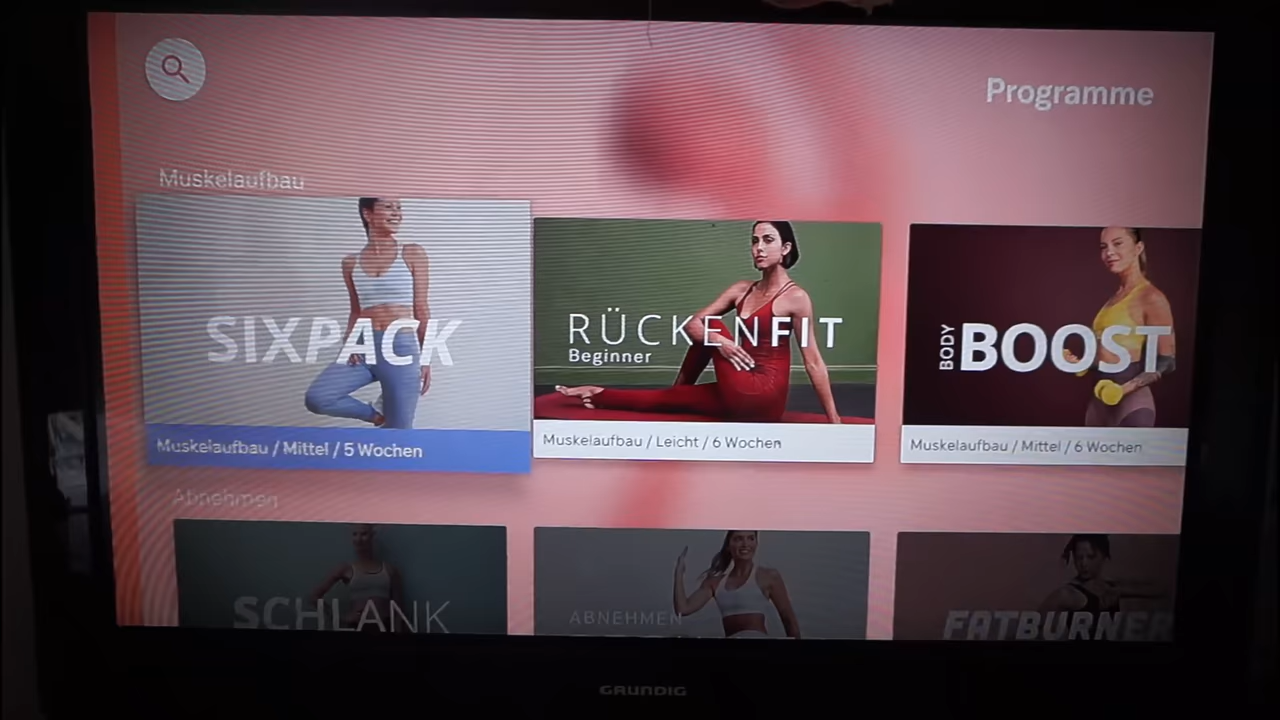 Programme
Muskelaufbau
SIXPACK
Muskelaufbau / Mittel / 5 Wochen
RÜCKENFIT
Beginner
Muskelaufbau / Leicht / 6 Wochen
BODY
BOOST
Muskelaufbau / Mittel / 6 Wochen
Abnehmen
SCHLANK
ABNEHMEN
FATBURNER
GRUNDIG